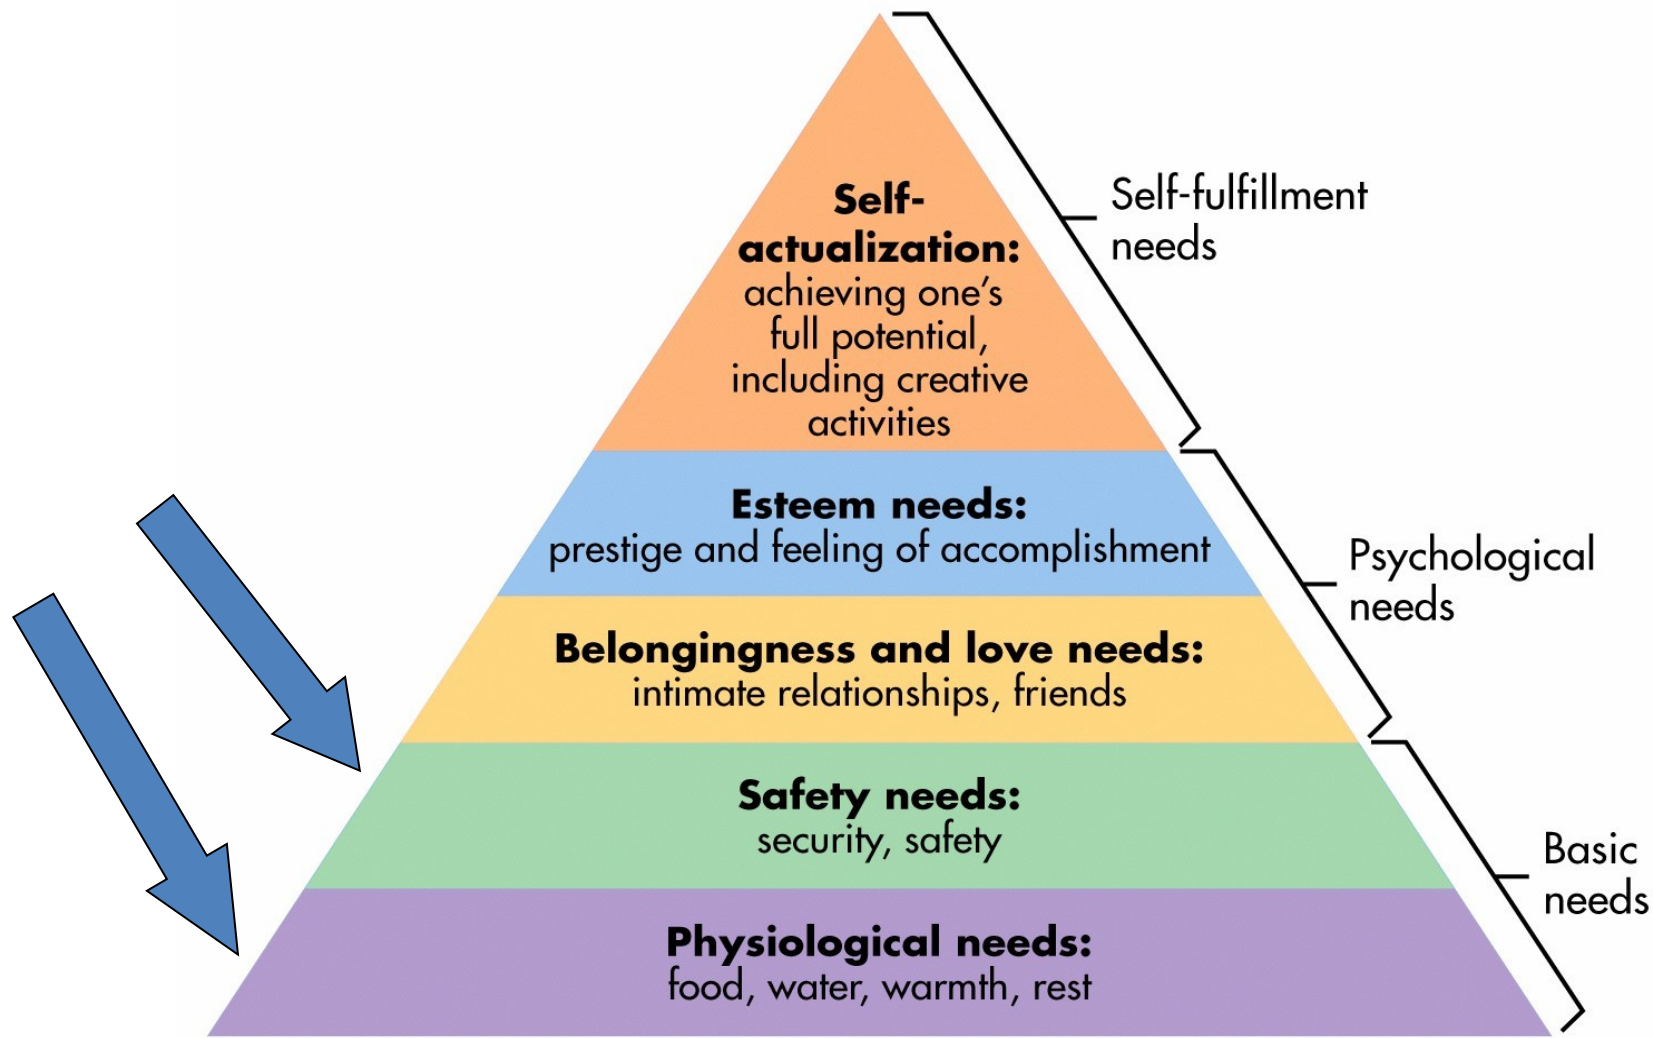 Self-
actualization:
achieving one's
full potential,
including creative
activities
Self-fulfillment
needs
Esteem needs:
prestige and feeling of accomplishment
Psychological
needs
Belongingness and love needs:
intimate relationships, friends
Safety needs:
security, safety
Basic
needs
Physiological needs:
food, water, warmth, rest